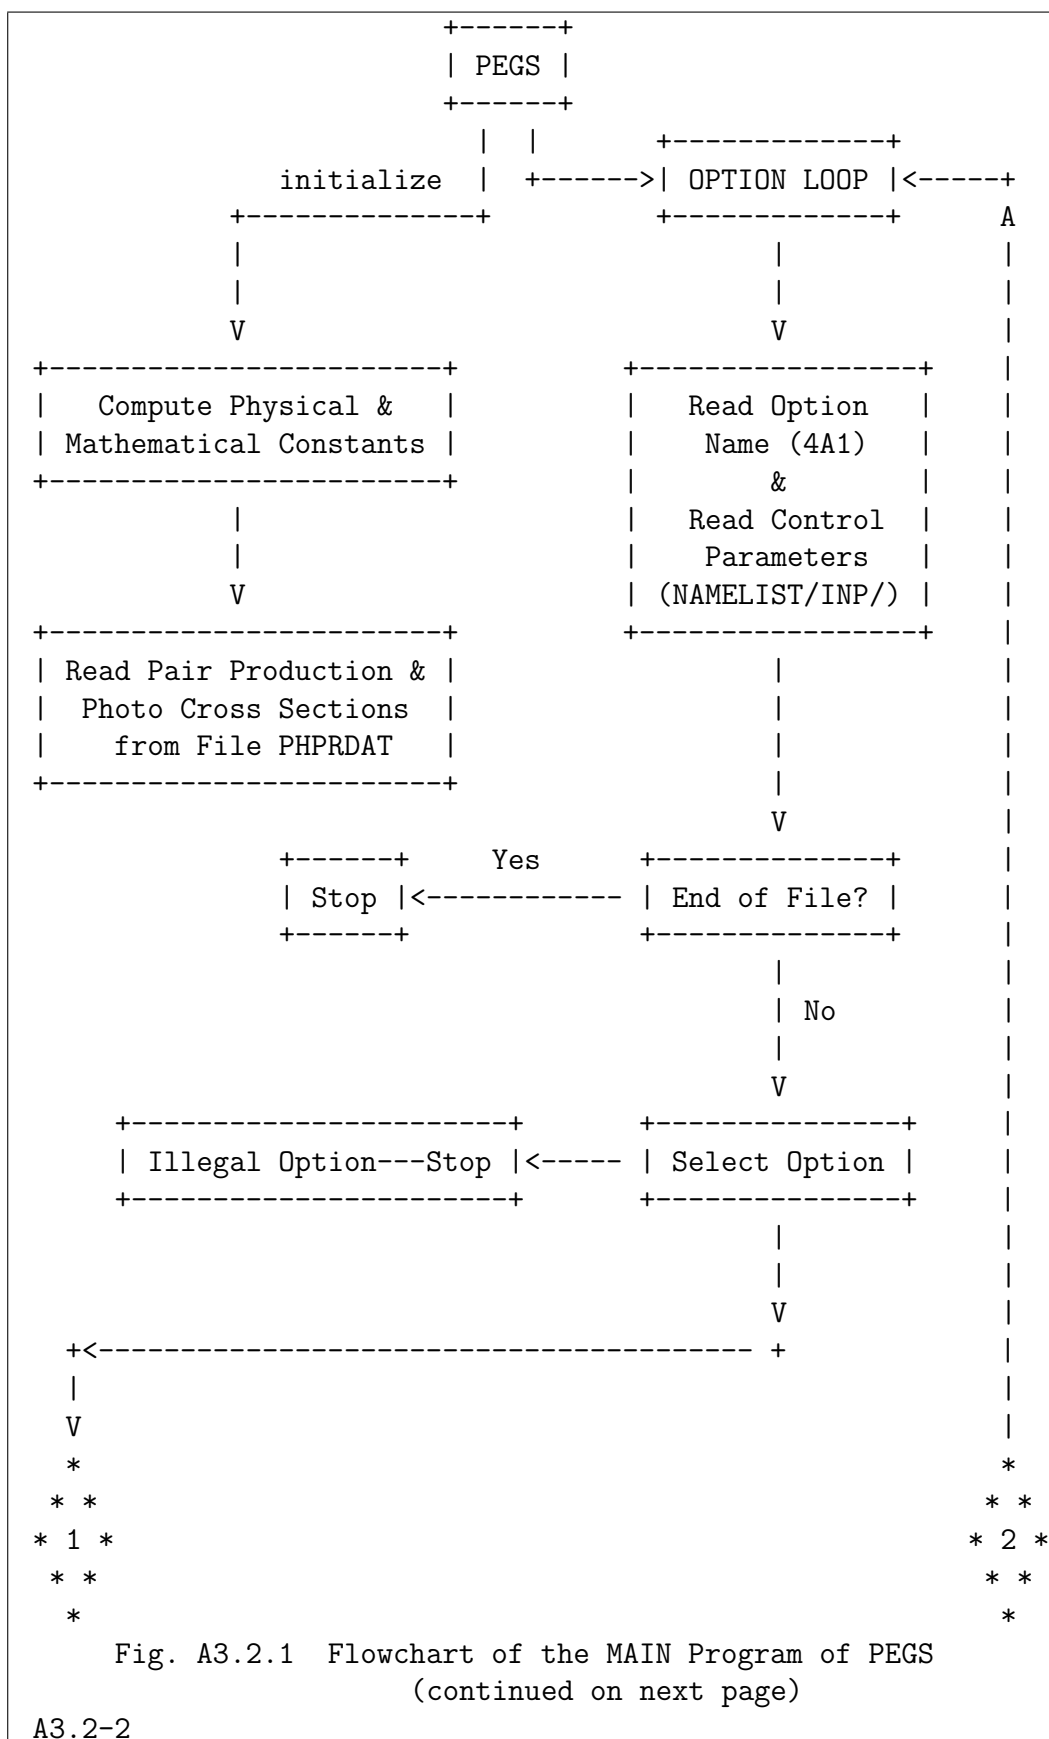 +------+
| PEGS |
+------+
| | +-------------+
initialize | +------>| OPTION LOOP |<-----+
+--------------+ +-------------+ A
| | |
| | |
V V |
+------------------------+ +-----------------+ |
| Compute Physical & | | Read Option | |
| Mathematical Constants | | Name (4A1) | |
+------------------------+ | & | |
| | Read Control | |
| | Parameters | |
V | (NAMELIST/INP/) | |
+------------------------+ +-----------------+ |
| Read Pair Production & | | |
| Photo Cross Sections | | |
| from File PHPRDAT | | |
+------------------------+ | |
V |
+------+ Yes +--------------+ |
| Stop |<------------ | End of File? | |
+------+ +--------------+ |
| |
| No |
| |
V |
+-----------------------+ +---------------+ |
| Illegal Option---Stop |<----- | Select Option | |
+-----------------------+ +---------------+ |
| |
| |
V |
+<---------------------------------------- + |
| |
V |
* *
* * * *
* 1 * * 2 *
* * * *
* *
Fig. A3.2.1 Flowchart of the MAIN Program of PEGS
(continued on next page)
A3.2-2